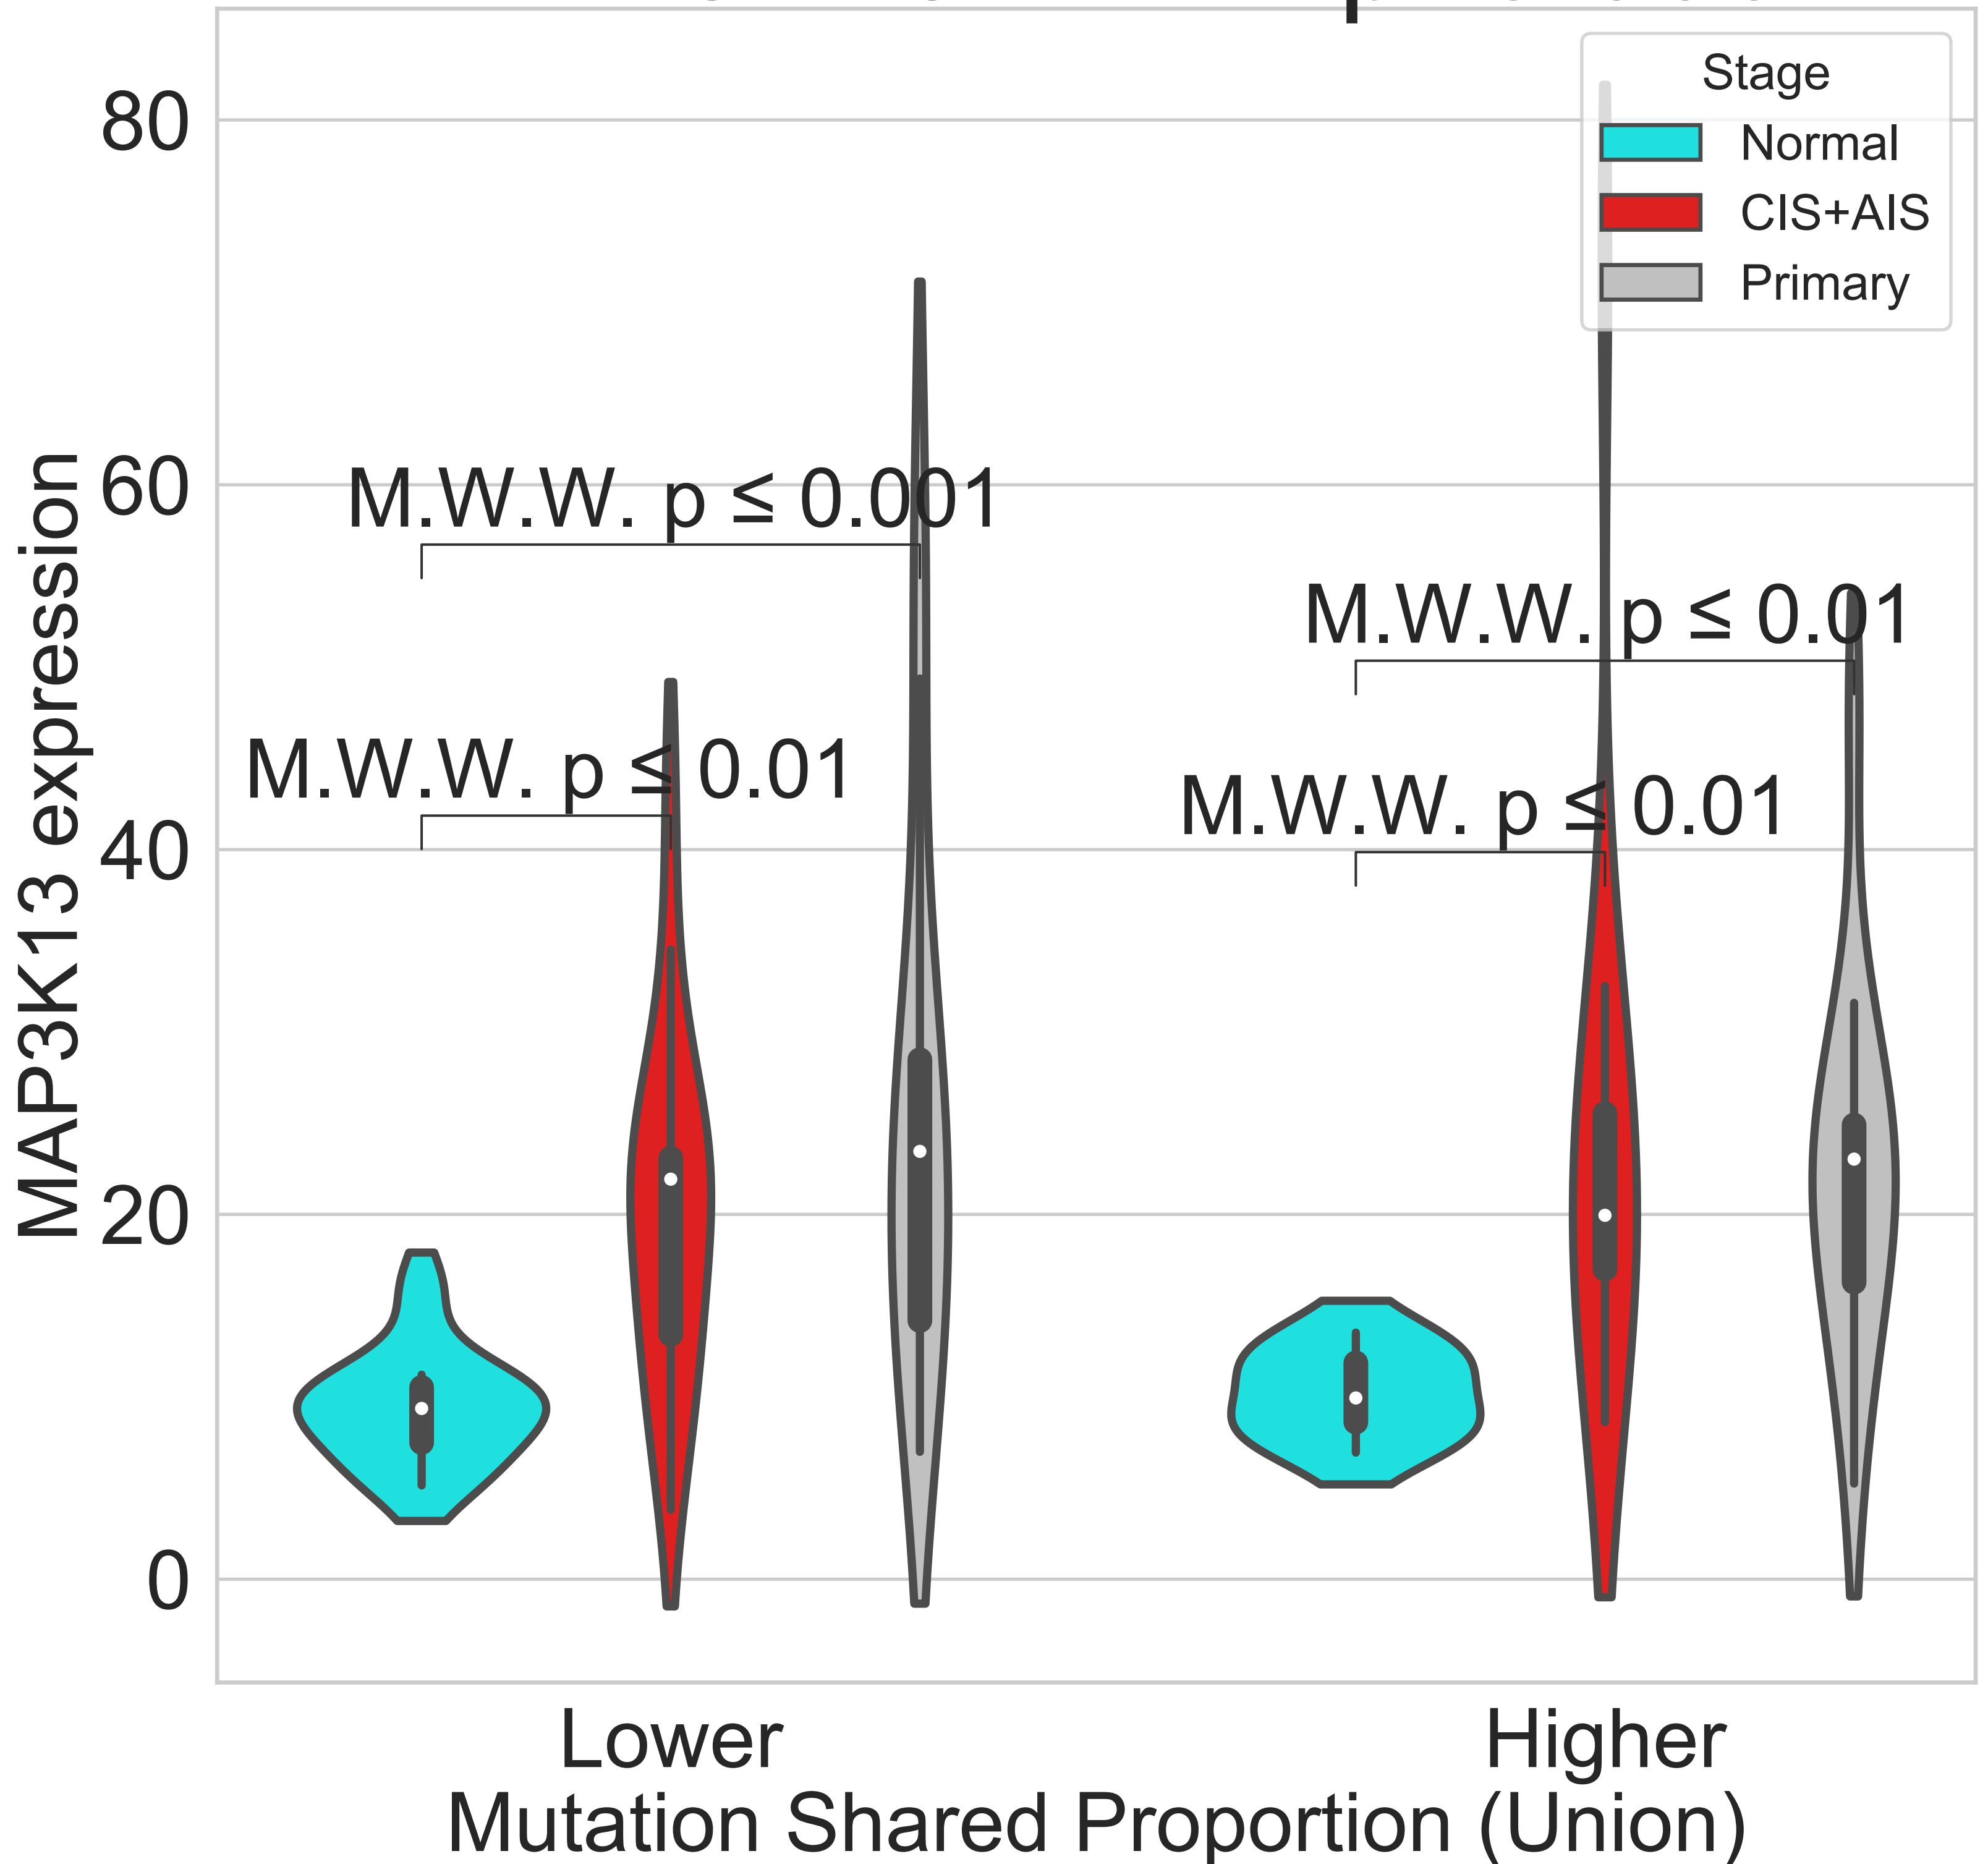 Stage
Normal
CIS+AIS
Primary
80
60
40
20
0
MAP3K13 expression
M.W.W. p ≤ 0.001
M.W.W. p ≤ 0.01
M.W.W. p ≤ 0.01
M.W.W. p ≤ 0.01
Lower
Higher
Mutation Shared Proportion (Union)